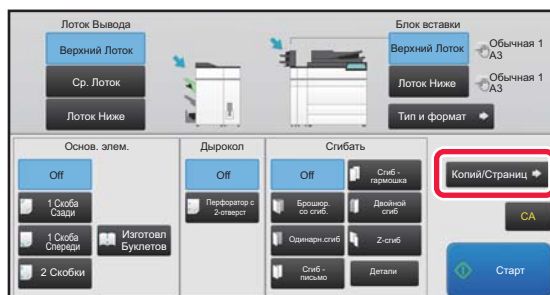 Лоток Вывода
Верхний Лоток
Ср. Лоток
Лоток Ниже
Блок вставки
Верхний Лоток
Обычная 1
A3
Лоток Ниже
Обычная 1
A3
Тип и формат
Основ. элем.
Off
1 Скоба
Сзади
1 Скоба
Спереди
Изготовл
Буклетов
2 Скобки
Дырокол
Off
Перфоратор с
2-отверст
Сгибать
Off
Сгиб -
гармошка
Брошюр.
со сгиб.
Двойной
сгиб
Одинарн.сгиб
Z-сгиб
Сгиб -
письмо
Детали
Копий/Страниц
CA
Старт